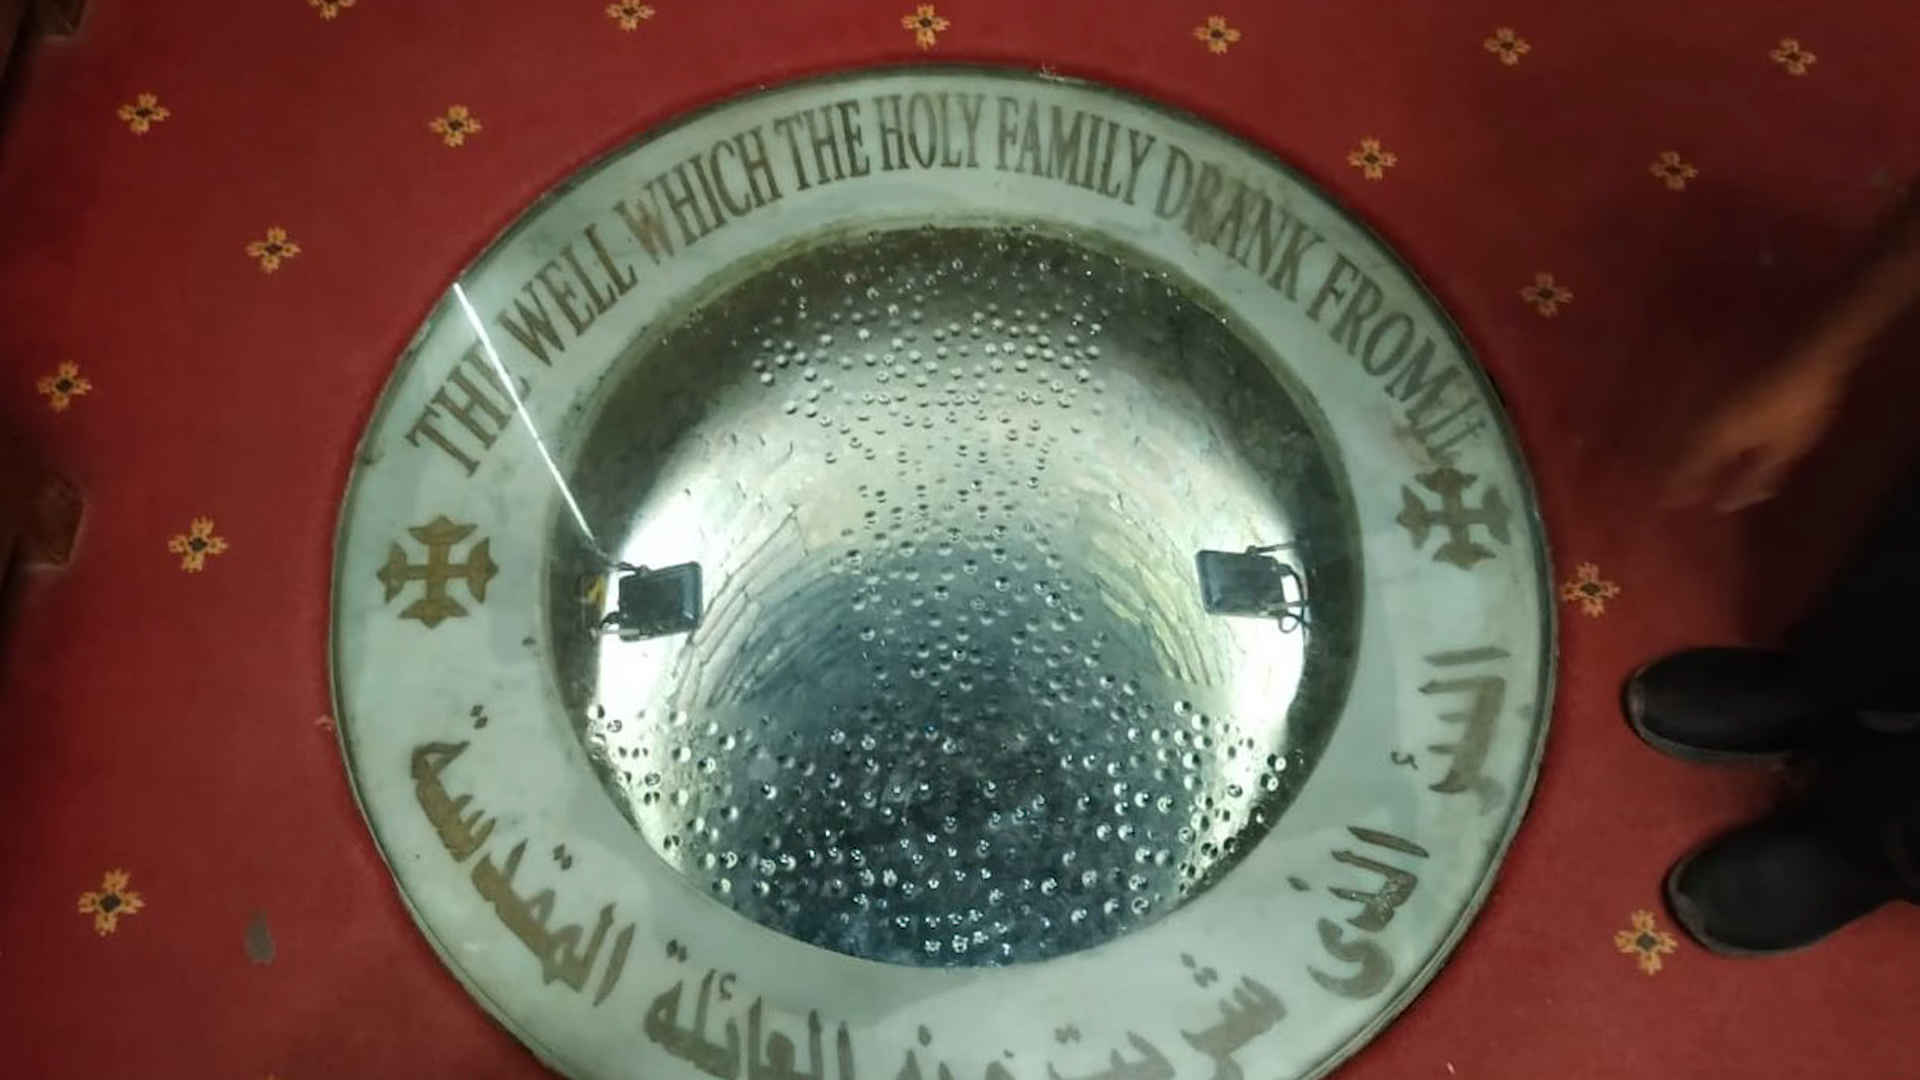 THE WELL WHICH THE HOLY FAMILY DRANK FROM it
البئر الذى شربت منه العائلة المقدسة